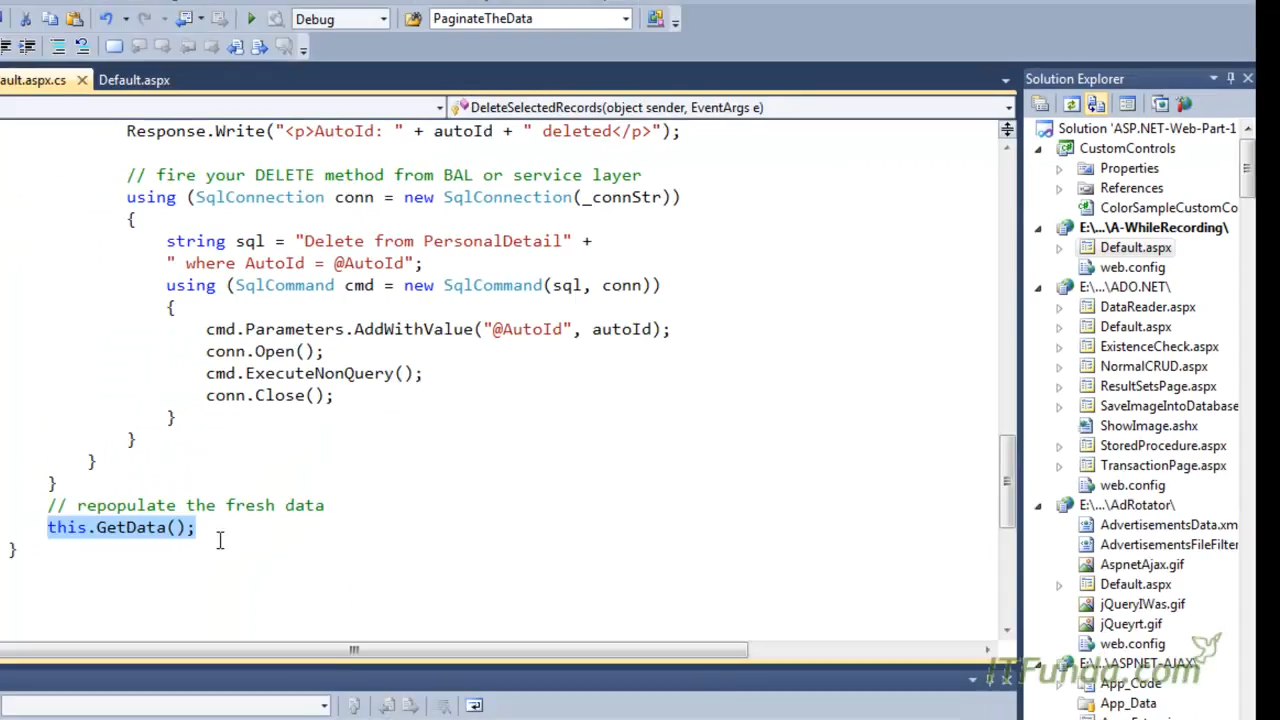 Debug
PaginateTheData
ault.aspx.cs
Default.aspx
DeleteSelectedRecords(object sender, EventArgs e)
Response.Write("<p>AutoId: " + autoId + " deleted</p>");
// fire your DELETE method from BAL or service layer
using (SqlConnection conn = new SqlConnection(_connStr))
{
string sql = "Delete from PersonalDetail" +
" where AutoId = @AutoId";
using (SqlCommand cmd = new SqlCommand(sql, conn))
{
cmd.Parameters.AddWithValue("@AutoId", autoId);
conn.Open();
cmd.ExecuteNonQuery();
conn.Close();
}
}
}
}
// repopulate the fresh data
this.GetData();
}
Solution Explorer
Solution 'ASP.NET-Web-Part-1
CustomControls
Properties
References
ColorSampleCustomCo
E:\...\A-WhileRecording\
Default.aspx
web.config
E:\...\ADO.NET\
DataReader.aspx
Default.aspx
ExistenceCheck.aspx
NormalCRUD.aspx
ResultSetsPage.aspx
SaveImageIntoDatabase
ShowImage.ashx
StoredProcedure.aspx
TransactionPage.aspx
web.config
E:\...\AdRotator\
AdvertisementsData.xm
AdvertisementsFileFilter
AspnetAjax.gif
Default.aspx
jQueryIWas.gif
jQueyrt.gif
web.config
E:\...\ASPNET-AJAX\
App_Code
App_Data
ITFunda.com